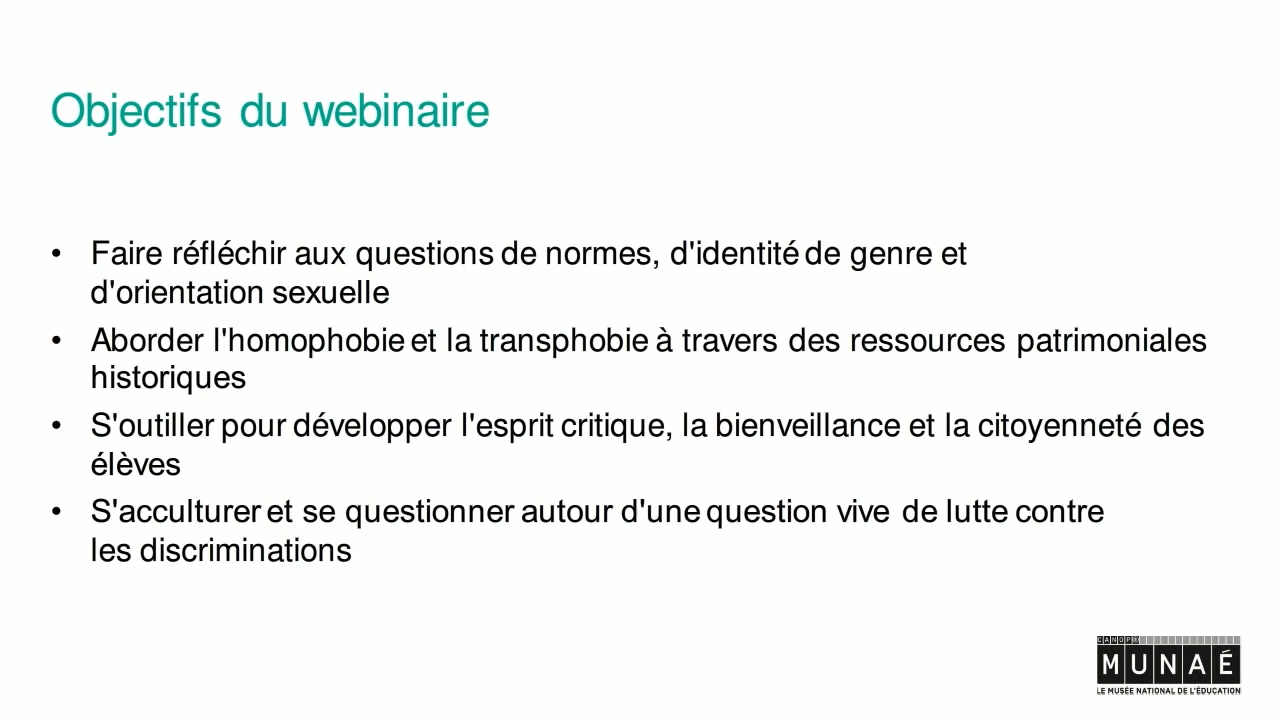 Objectifs du webinaire
• Faire réfléchir aux questions de normes, d'identité de genre et
d'orientation sexuelle
• Aborder l'homophobie et la transphobie à travers des ressources patrimoniales
historiques
• S'outiller pour développer l'esprit critique, la bienveillance et la citoyenneté des
élèves
• S'acculturer et se questionner autour d'une question vive de lutte contre
les discriminations
CANOPÉ
MUNAÉ
LE MUSÉE NATIONAL DE L'ÉDUCATION